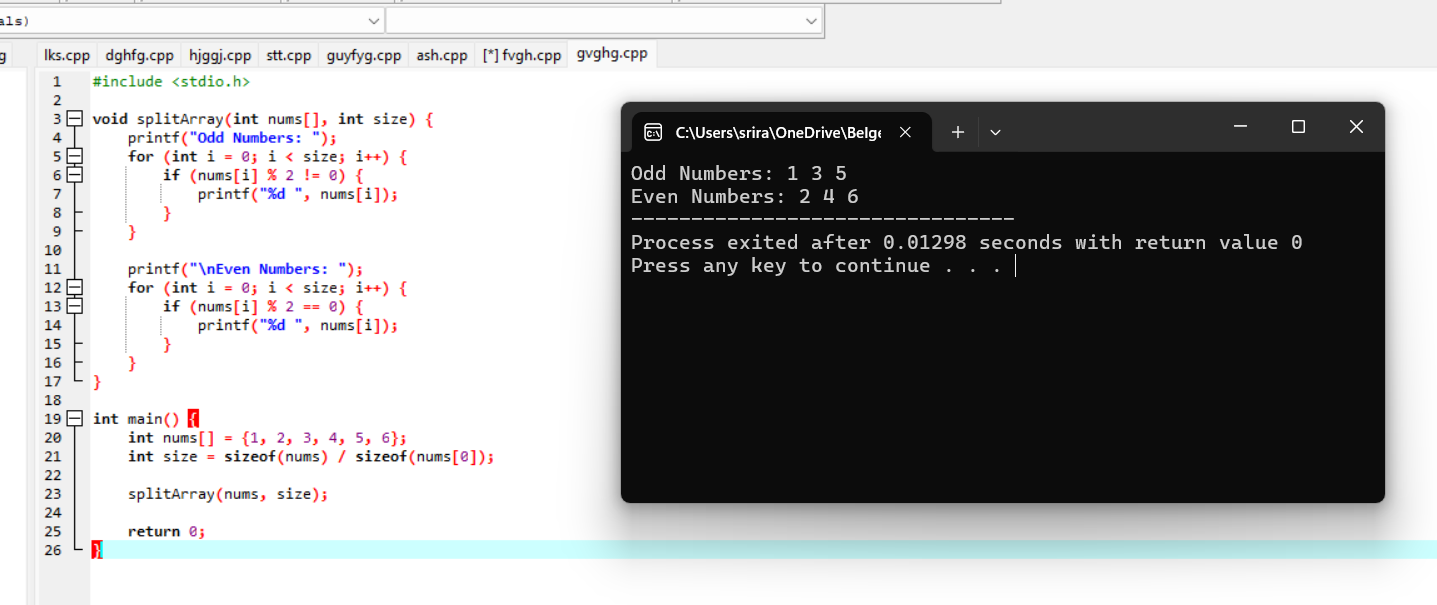 als)
g lks.cpp dghfg.cpp hjggj.cpp stt.cpp guyfyg.cpp ash.cpp [*] fvgh.cpp gvghg.cpp
1 #include <stdio.h>
2
3 void splitArray(int nums[], int size) {
4 printf("Odd Numbers: ");
5 for (int i = 0; i < size; i++) {
6 if (nums[i] % 2 != 0) {
7 printf("%d ", nums[i]);
8 }
9 }
10
11 printf("\nEven Numbers: ");
12 for (int i = 0; i < size; i++) {
13 if (nums[i] % 2 == 0) {
14 printf("%d ", nums[i]);
15 }
16 }
17 }
18
19 int main() {
20 int nums[] = {1, 2, 3, 4, 5, 6};
21 int size = sizeof(nums) / sizeof(nums[0]);
22
23 splitArray(nums, size);
24
25 return 0;
26 }
C:\Users\srira\OneDrive\Belge
Odd Numbers: 1 3 5
Even Numbers: 2 4 6
--------------------------------
Process exited after 0.01298 seconds with return value 0
Press any key to continue . . .